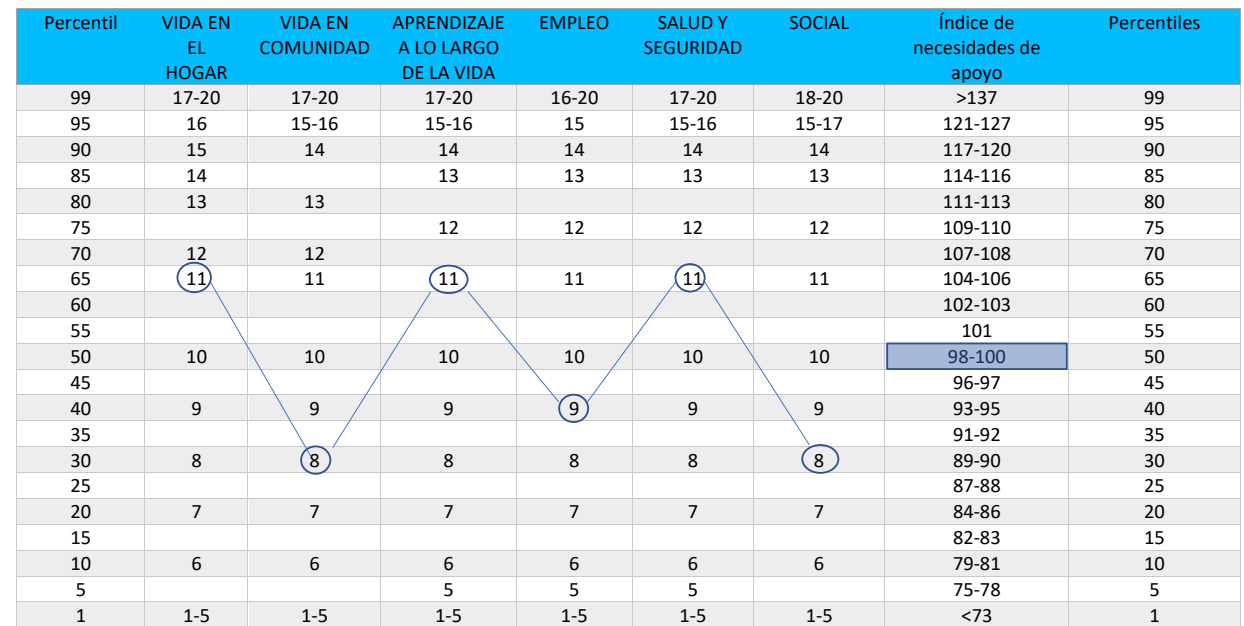 Percentil VIDA EN EL HOGAR VIDA EN COMUNIDAD APRENDIZAJE A LO LARGO DE LA VIDA EMPLEO SALUD Y SEGURIDAD SOCIAL Índice de necesidades de apoyo Percentiles
99 17-20 17-20 17-20 16-20 17-20 18-20 >137 99
95 16 15-16 15-16 15 15-16 15-17 121-127 95
90 15 14 14 14 14 14 117-120 90
85 14 13 13 13 13 114-116 85
80 13 13 111-113 80
75 12 12 12 12 109-110 75
70 12 12 107-108 70
65 11 11 11 11 11 11 104-106 65
60 102-103 60
55 101 55
50 10 10 10 10 10 10 98-100 50
45 96-97 45
40 9 9 9 9 9 9 93-95 40
35 91-92 35
30 8 8 8 8 8 8 89-90 30
25 87-88 25
20 7 7 7 7 7 7 84-86 20
15 82-83 15
10 6 6 6 6 6 6 79-81 10
5 5 5 5 75-78 5
1 1-5 1-5 1-5 1-5 1-5 1-5 <73 1